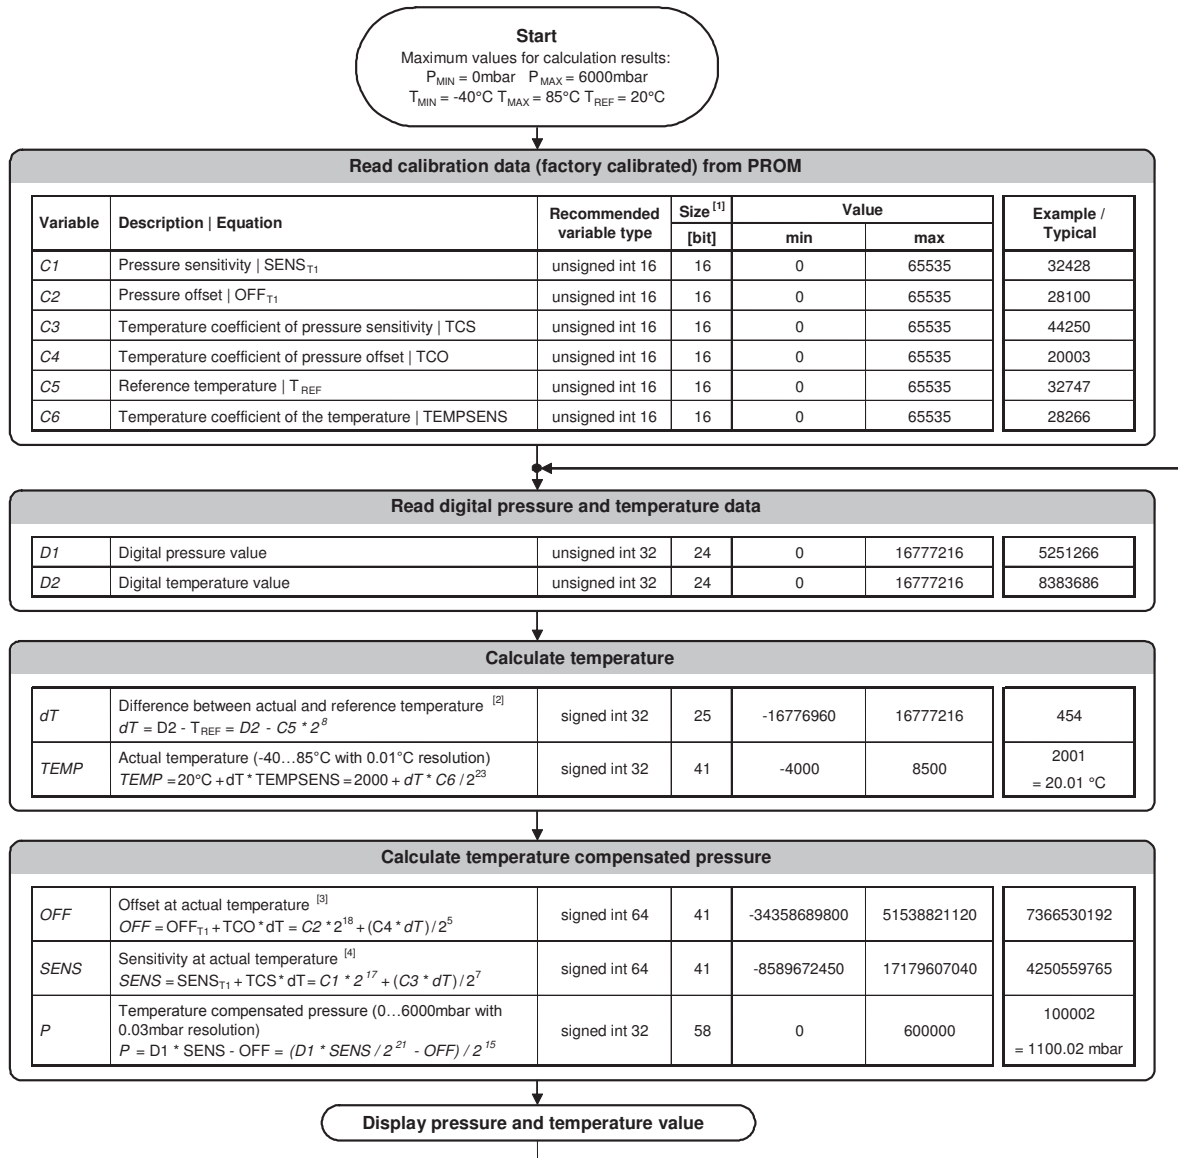 Start
Maximum values for calculation results:
PMIN = 0mbar PMAX = 6000mbar
TMIN = -40°C TMAX = 85°C TREF = 20°C
Read calibration data (factory calibrated) from PROM
Variable Description | Equation Recommended variable type Size [1] [bit] Value min max Example / Typical
C1 Pressure sensitivity | SENST1 unsigned int 16 16 0 65535 32428
C2 Pressure offset | OFFT1 unsigned int 16 16 0 65535 28100
C3 Temperature coefficient of pressure sensitivity | TCS unsigned int 16 16 0 65535 44250
C4 Temperature coefficient of pressure offset | TCO unsigned int 16 16 0 65535 20003
C5 Reference temperature | TREF unsigned int 16 16 0 65535 32747
C6 Temperature coefficient of the temperature | TEMPSENS unsigned int 16 16 0 65535 28266
Read digital pressure and temperature data
D1 Digital pressure value unsigned int 32 24 0 16777216 5251266
D2 Digital temperature value unsigned int 32 24 0 16777216 8383686
Calculate temperature
dT Difference between actual and reference temperature [2]
dT = D2 - TREF = D2 - C5 * 2^8 signed int 32 25 -16776960 16777216 454
TEMP Actual temperature (-40…85°C with 0.01°C resolution)
TEMP =20°C+dT*TEMPSENS=2000+dT*C6/2^23 signed int 32 41 -4000 8500 2001
= 20.01 °C
Calculate temperature compensated pressure
OFF Offset at actual temperature [3]
OFF = OFFT1 + TCO*dT = C2 * 2^18 + (C4 * dT) / 2^5 signed int 64 41 -34358689800 51538821120 7366530192
SENS Sensitivity at actual temperature [4]
SENS = SENST1 + TCS* dT= C1 * 2^17 + (C3 * dT) / 2^7 signed int 64 41 -8589672450 17179607040 4250559765
P Temperature compensated pressure (0…6000mbar with
0.03mbar resolution)
P = D1 * SENS - OFF = (D1 * SENS / 2^21 - OFF) / 2^15 signed int 32 58 0 600000 100002
= 1100.02 mbar
Display pressure and temperature value